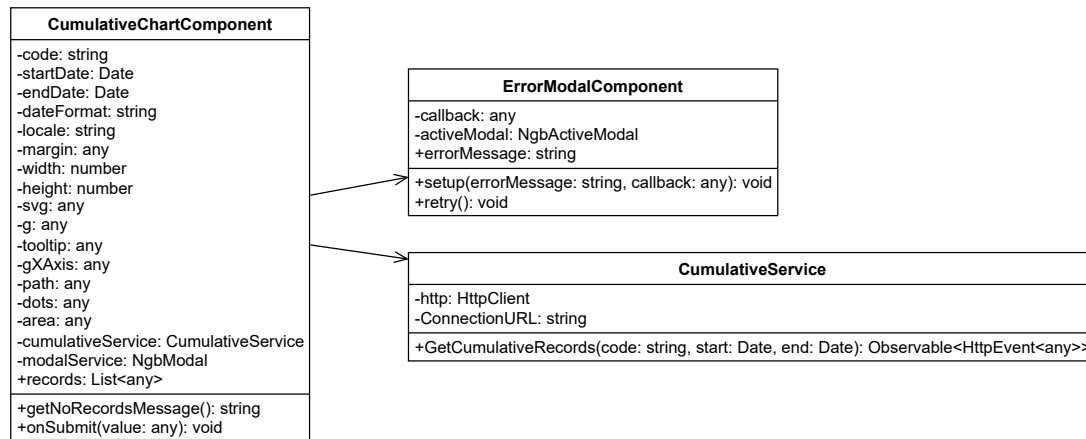 CumulativeChartComponent
-code: string
-startDate: Date
-endDate: Date
-dateFormat: string
-locale: string
-margin: any
-width: number
-height: number
-svg: any
-g: any
-tooltip: any
-gXAxis: any
-path: any
-dots: any
-area: any
-cumulativeService: CumulativeService
-modalService: NgbModal
+records: List<any>
+getNoRecordsMessage(): string
+onSubmit(value: any): void
ErrorModalComponent
-callback: any
-activeModal: NgbActiveModal
+errorMessage: string
+setup(errorMessage: string, callback: any): void
+retry(): void
CumulativeService
-http: HttpClient
-ConnectionURL: string
+GetCumulativeRecords(code: string, start: Date, end: Date): Observable<HttpEvent<any>>